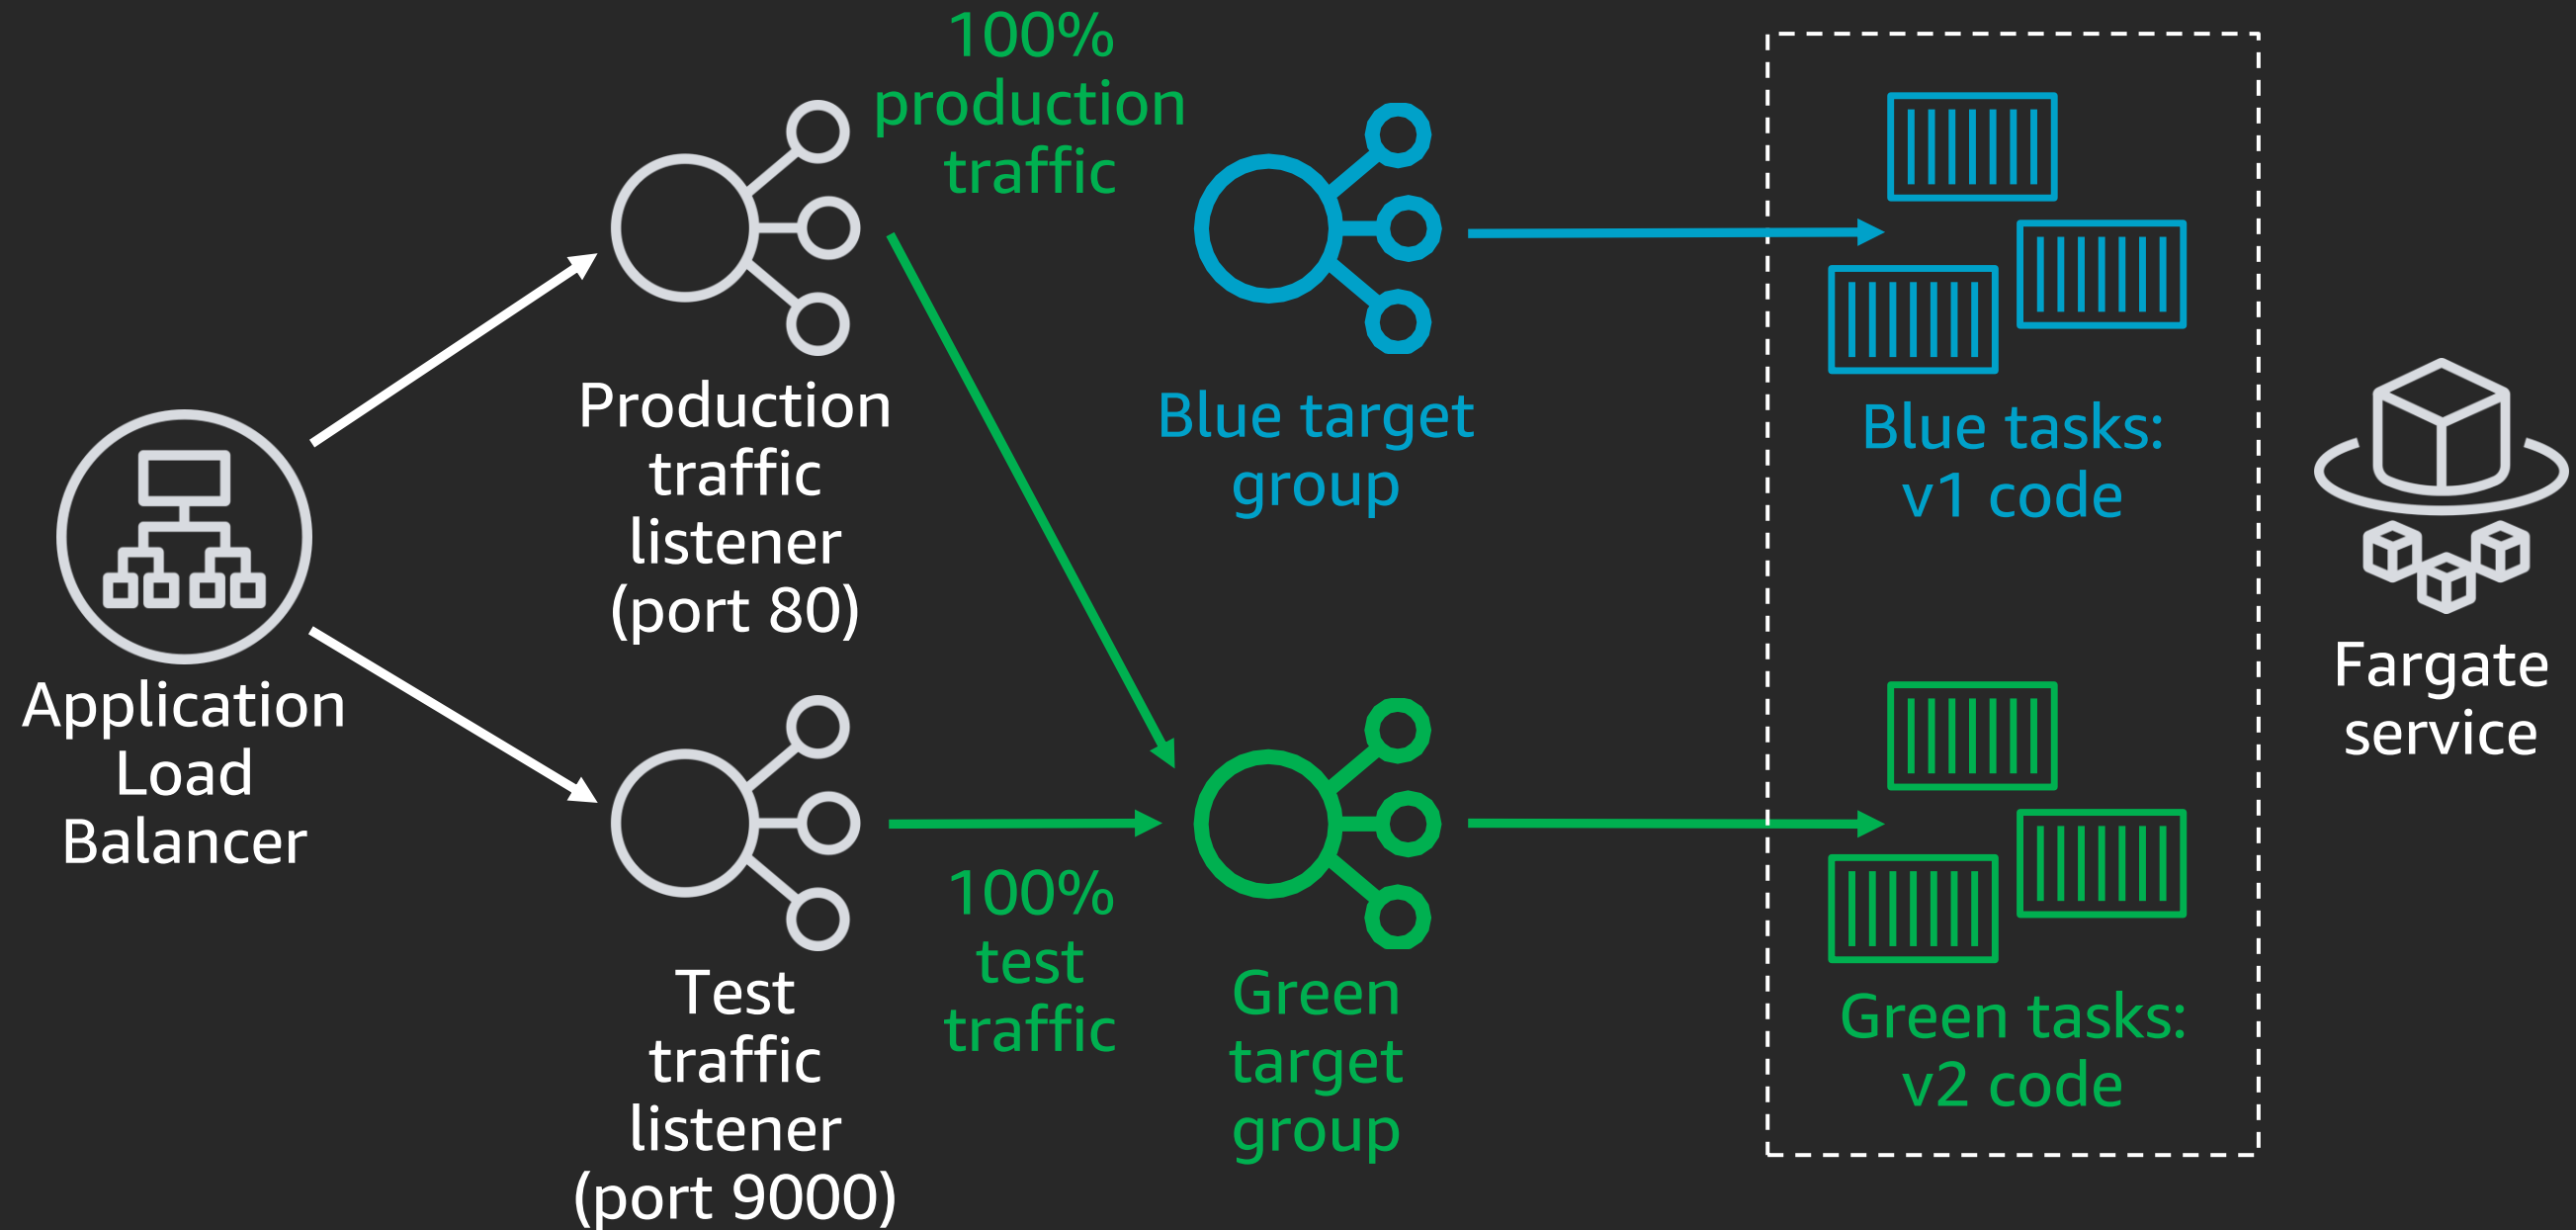 100%
production
traffic
Production
traffic
listener
(port 80)
Blue target
group
Blue tasks:
v1 code
Application
Load
Balancer
Fargate
service
100%
test
traffic
Test
traffic
listener
(port 9000)
Green
target
group
Green tasks:
v2 code